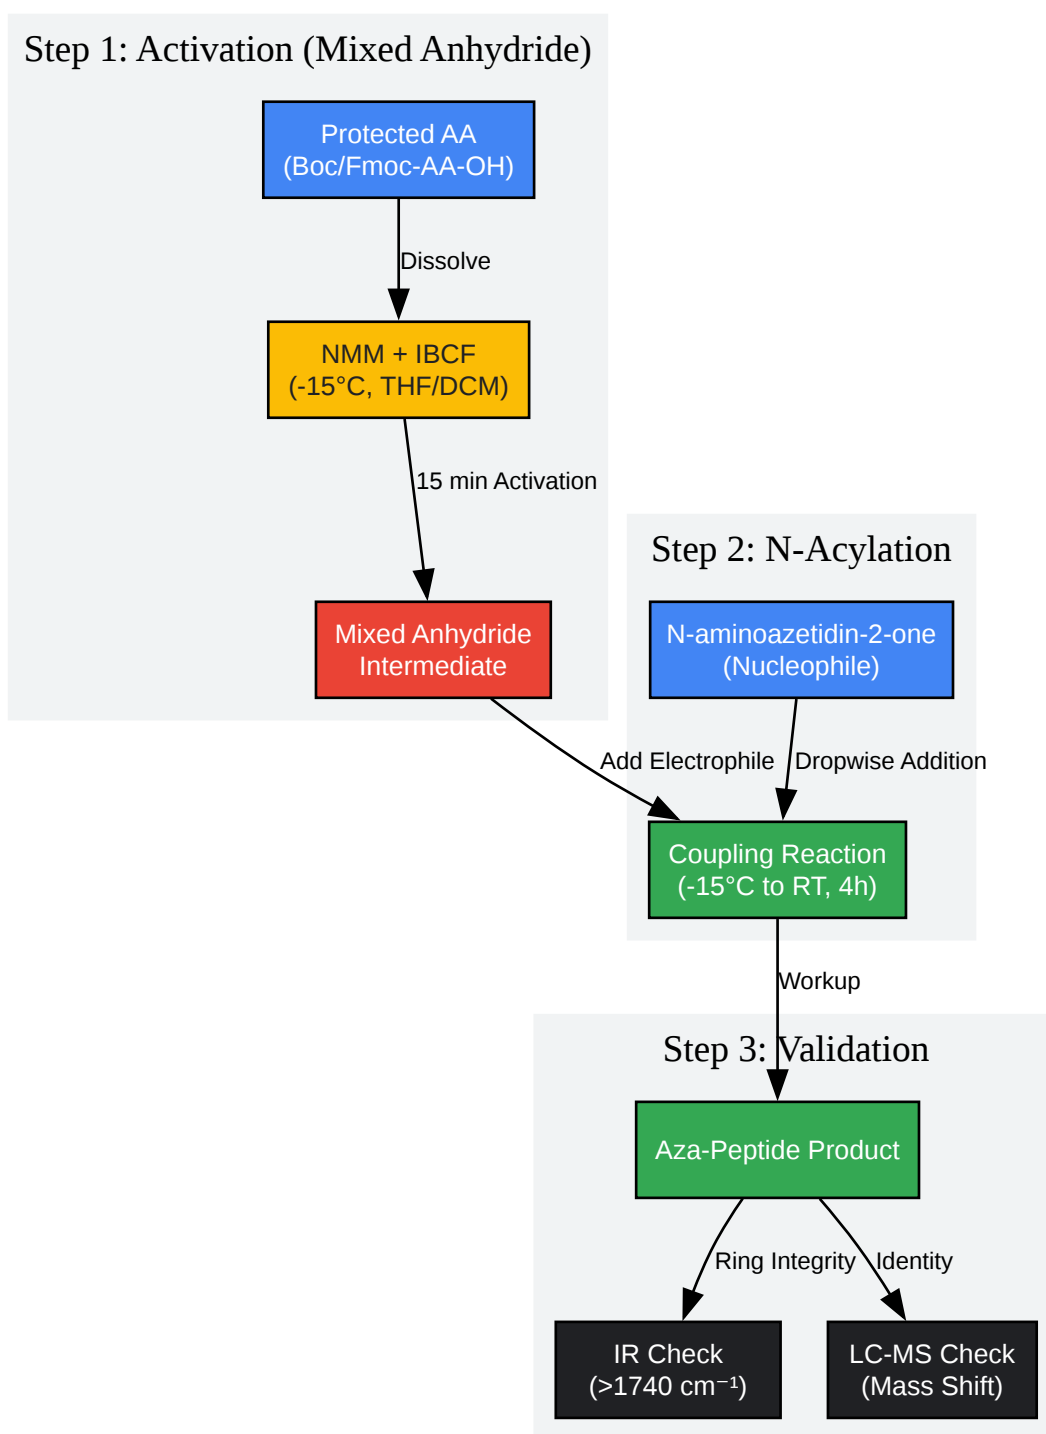 Step 1: Activation (Mixed Anhydride)
Protected AA
(Boc/Fmoc-AA-OH)
Dissolve
NMM + IBCF
(-15°C, THF/DCM)
15 min Activation
Mixed Anhydride
Intermediate
Step 2: N-Acylation
N-aminoazetidin-2-one
(Nucleophile)
Add Electrophile
Dropwise Addition
Coupling Reaction
(-15°C to RT, 4h)
Workup
Step 3: Validation
Aza-Peptide Product
Ring Integrity
Identity
IR Check
(>1740 cm⁻¹)
LC-MS Check
(Mass Shift)